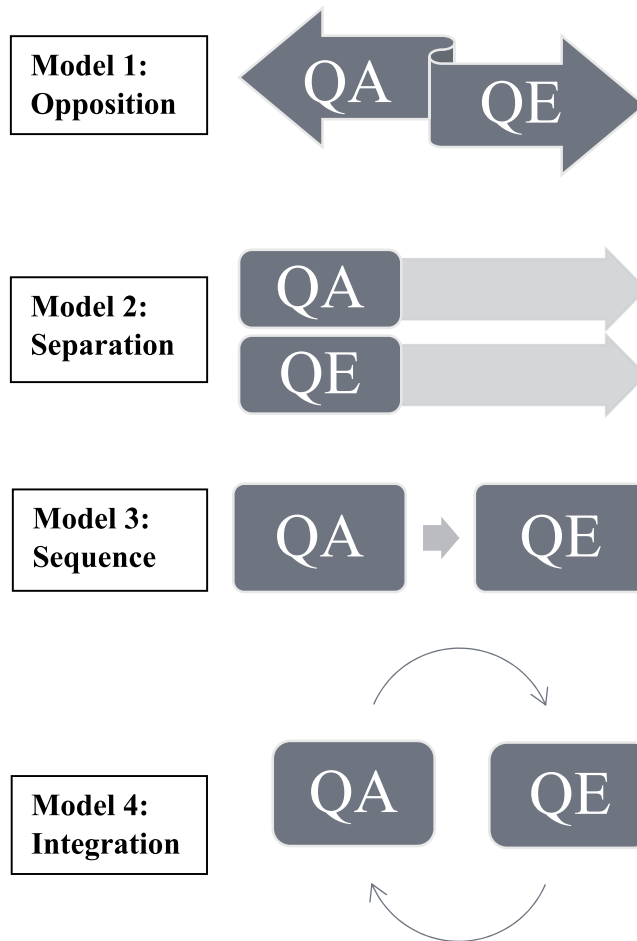 Model 1:
Opposition
QA
QE
Model 2:
Separation
QA
QE
Model 3:
Sequence
QA
QE
Model 4:
Integration
QA
QE